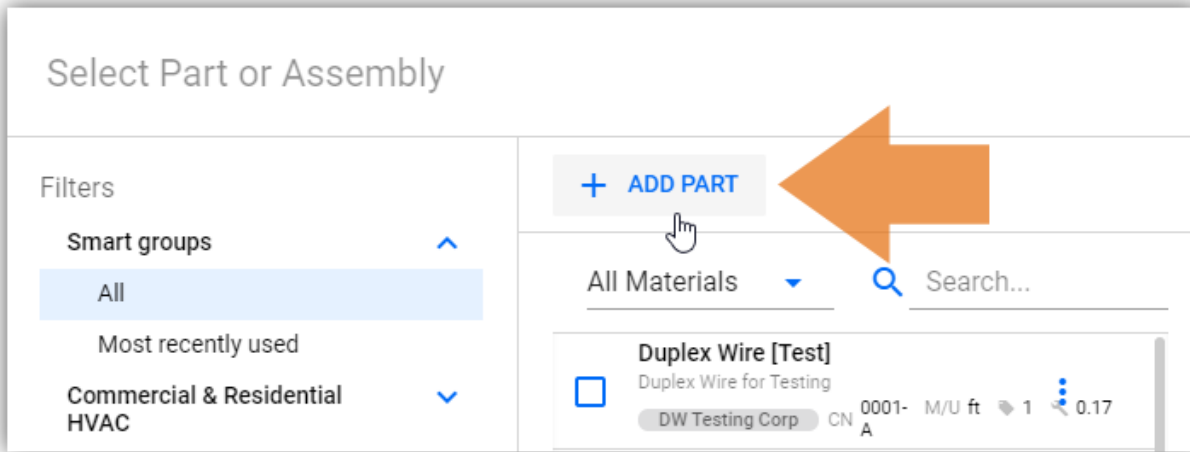 Select Part or Assembly
Filters
Smart groups
All
Most recently used
Commercial & Residential
HVAC
+ ADD PART
All Materials
Search...
Duplex Wire [Test]
Duplex Wire for Testing
DW Testing Corp CN 0001-A M/U ft 1 0.17